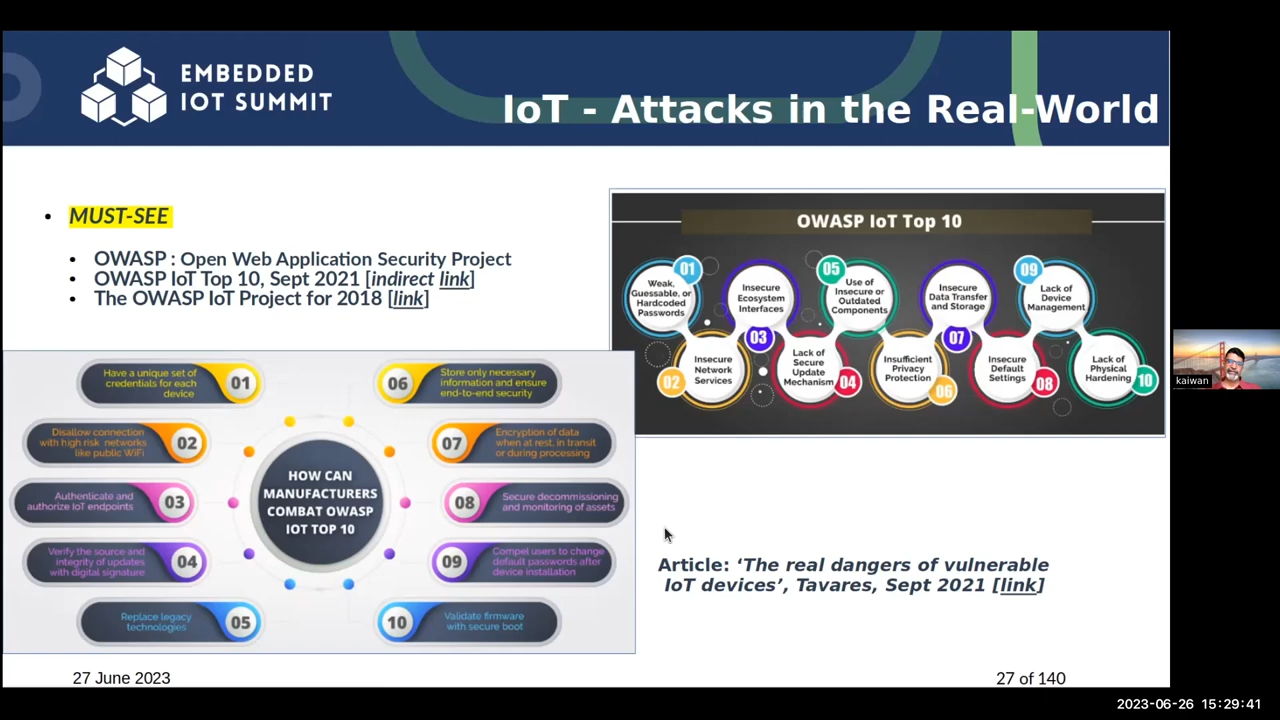 EMBEDDED
IOT SUMMIT
IoT - Attacks in the Real-World
• MUST-SEE
• OWASP : Open Web Application Security Project
• OWASP IoT Top 10, Sept 2021 [indirect link]
• The OWASP IoT Project for 2018 [link]
OWASP IoT Top 10
01
Weak,
Guessable, or
Hardcoded
Passwords
02
Insecure
Network
Services
Insecure
Ecosystem
Interfaces
03
Lack of
Secure
Update
Mechanism
04
05
Use of
Insecure or
Outdated
Components
Insufficient
Privacy
Protection
06
Insecure
Data Transfer
and Storage
07
Insecure
Default
Settings
08
09
Lack of
Device
Management
Lack of
Physical
Hardening
10
HOW CAN
MANUFACTURERS
COMBAT OWASP
IOT TOP 10
Have a unique set of
credentials for each
device
01
Disallow connection
with high risk networks
like public WiFi
02
Authenticate and
authorize IoT endpoints
03
Verify the source and
integrity of updates
with digital signature
04
Replace legacy
technologies
05
06
Store only necessary
information and ensure
end-to-end security
07
Encryption of data
when at rest, in transit
or during processing
08
Secure decommissioning
and monitoring of assets
09
Compel users to change
default passwords after
device installation
10
Validate firmware
with secure boot
Article: ‘The real dangers of vulnerable
IoT devices’, Tavares, Sept 2021 [link]
kaiwan
27 June 2023
27 of 140
2023-06-26 15:29:41